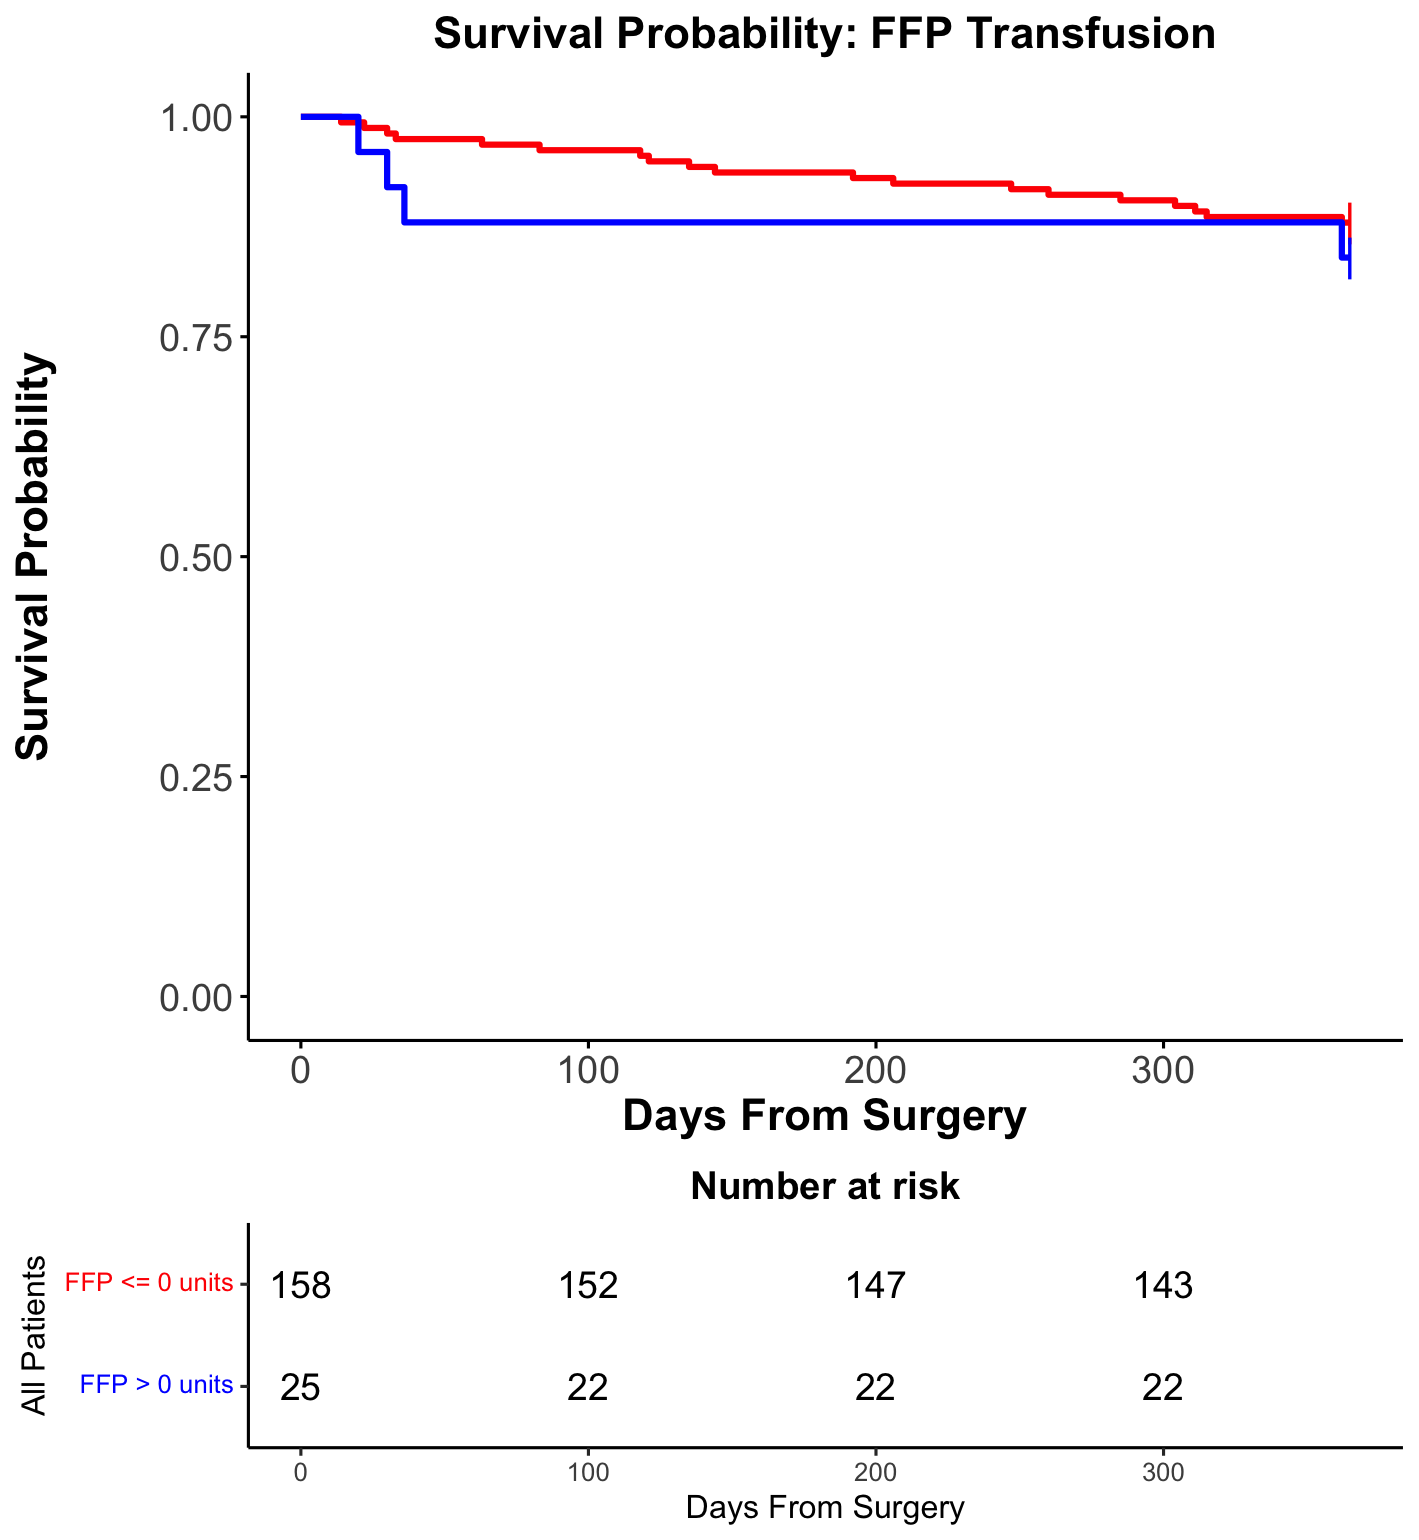 Survival Probability: FFP Transfusion
Survival Probability
1.00
0.75
0.50
0.25
0.00
0 100 200 300
Days From Surgery
Number at risk
All Patients
FFP <= 0 units 158 152 147 143
FFP > 0 units 25 22 22 22
0 100 200 300
Days From Surgery